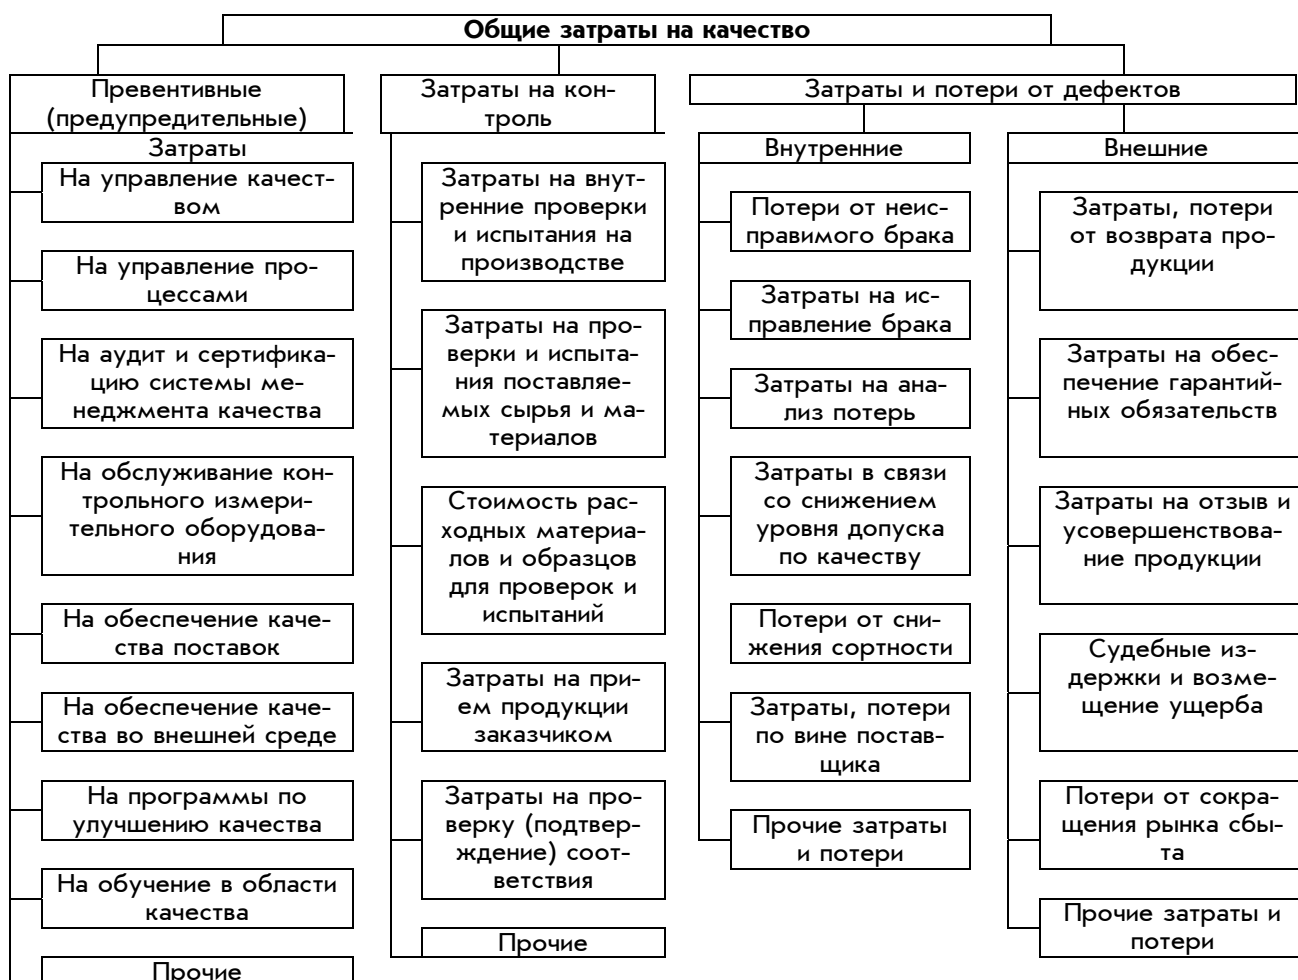 Общие затраты на качество
Превентивные
(предупредительные)
Затраты
На управление качест-
вом
На управление про-
цессами
На аудит и сертифика-
цию системы ме-
неджмента качества
На обслуживание кон-
трольного измери-
тельного оборудова-
ния
На обеспечение каче-
ства поставок
На обеспечение каче-
ства во внешней среде
На программы по
улучшению качества
На обучение в области
качества
Прочие
Затраты на кон-
троль
Затраты на внут-
ренние проверки
и испытания на
производстве
Затраты на про-
верки и испыта-
ния поставляе-
мых сырья и ма-
териалов
Стоимость рас-
ходных материа-
лов и образцов
для проверок и
испытаний
Затраты на при-
ем продукции
заказчиком
Затраты на про-
верку (подтвер-
ждение) соот-
ветствия
Прочие
Затраты и потери от дефектов
Внутренние
Потери от неис-
правимого брака
Затраты на ис-
правление брака
Затраты на ана-
лиз потерь
Затраты в связи
со снижением
уровня допуска
по качеству
Потери от сни-
жения сортности
Затраты, потери
по вине постав-
щика
Прочие затраты
и потери
Внешние
Затраты, потери
от возврата про-
дукции
Затраты на обес-
печение гарантий-
ных обязательств
Затраты на отзыв и
усовершенствова-
ние продукции
Судебные из-
держки и возме-
щение ущерба
Потери от сокра-
щения рынка сбы-
та
Прочие затраты и
потери